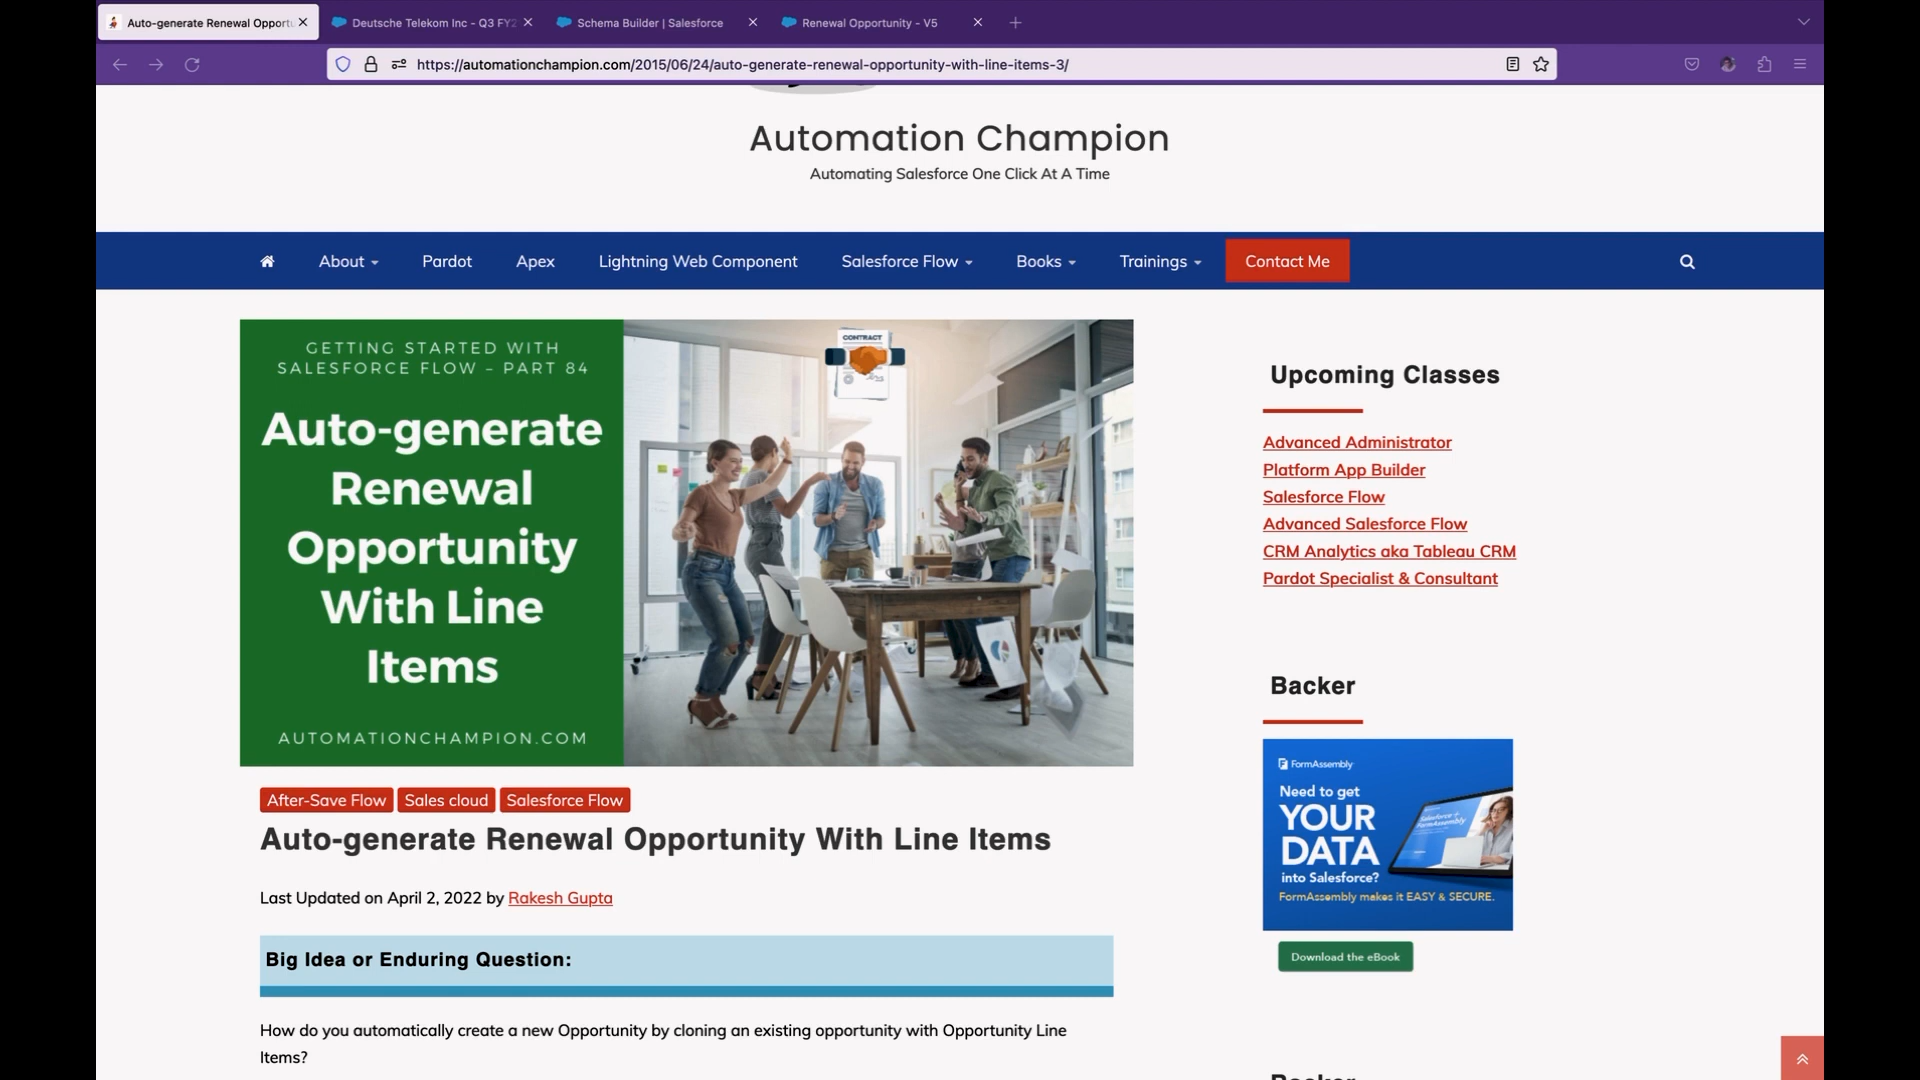 Auto-generate Renewal Opportu
Deutsche Telekom Inc - Q3 FY2
Schema Builder | Salesforce
Renewal Opportunity - V5
https://automationchampion.com/2015/06/24/auto-generate-renewal-opportunity-with-line-items-3/
Automation Champion
Automating Salesforce One Click At A Time
About
Pardot
Apex
Lightning Web Component
Salesforce Flow
Books
Trainings
Contact Me
GETTING STARTED WITH
SALESFORCE FLOW – PART 84
Auto-generate
Renewal
Opportunity
With Line
Items
AUTOMATIONCHAMPION.COM
CONTRACT
After-Save Flow
Sales cloud
Salesforce Flow
Auto-generate Renewal Opportunity With Line Items
Last Updated on April 2, 2022 by Rakesh Gupta
Big Idea or Enduring Question:
How do you automatically create a new Opportunity by cloning an existing opportunity with Opportunity Line
Items?
Upcoming Classes
Advanced Administrator
Platform App Builder
Salesforce Flow
Advanced Salesforce Flow
CRM Analytics aka Tableau CRM
Pardot Specialist & Consultant
Backer
FormAssembly
Need to get
YOUR
DATA
into Salesforce?
FormAssembly makes it EASY & SECURE.
Download the eBook
Backer